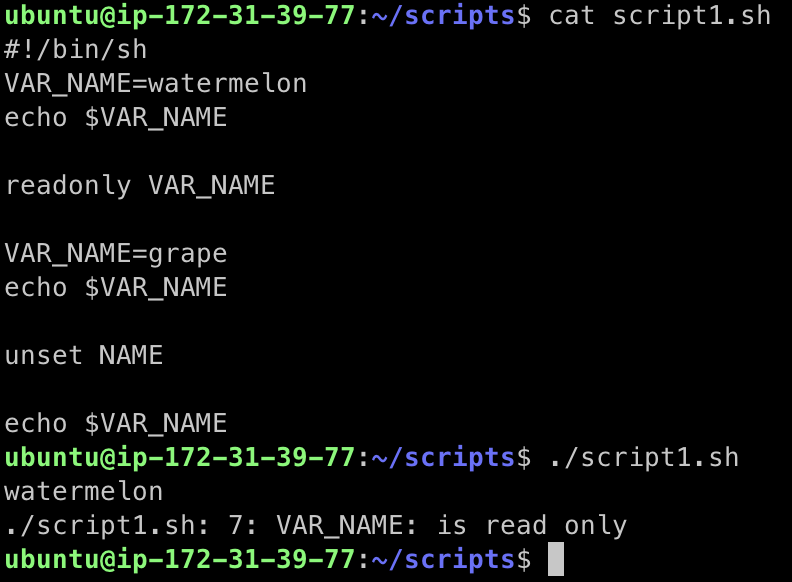 ubuntu@ip-172-31-39-77:~/scripts$ cat script1.sh
#!/bin/sh
VAR_NAME=watermelon
echo $VAR_NAME
readonly VAR_NAME
VAR_NAME=grape
echo $VAR_NAME
unset NAME
echo $VAR_NAME
ubuntu@ip-172-31-39-77:~/scripts$ ./script1.sh
watermelon
./script1.sh: 7: VAR_NAME: is read only
ubuntu@ip-172-31-39-77:~/scripts$